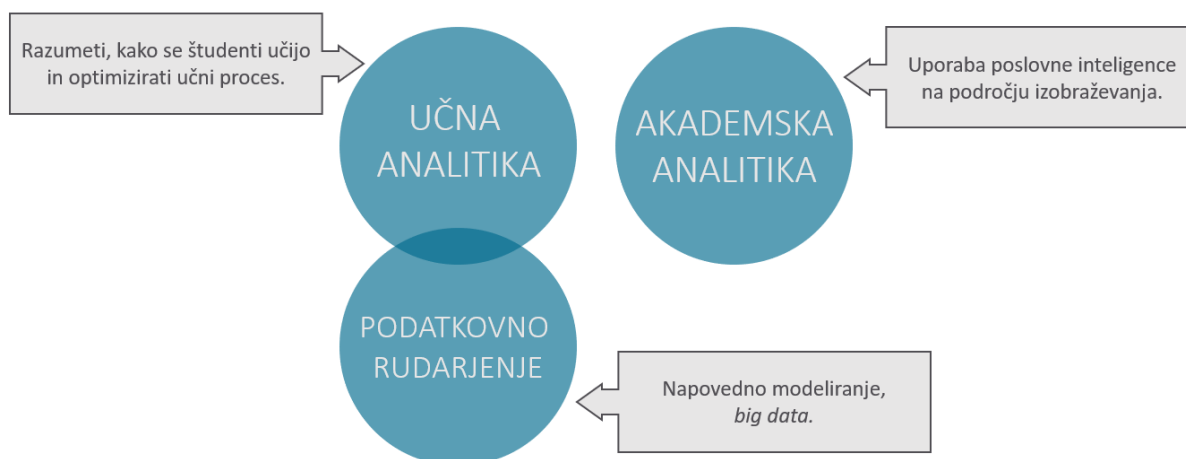 Razumeti, kako se študenti učijo
in optimizirati učni proces.
UČNA
ANALITIKA
AKADEMSKA
ANALITIKA
Uporaba poslovne inteligence
na področju izobraževanja.
PODATKOVNO
RUDARJENJE
Napovedno modeliranje,
big data.